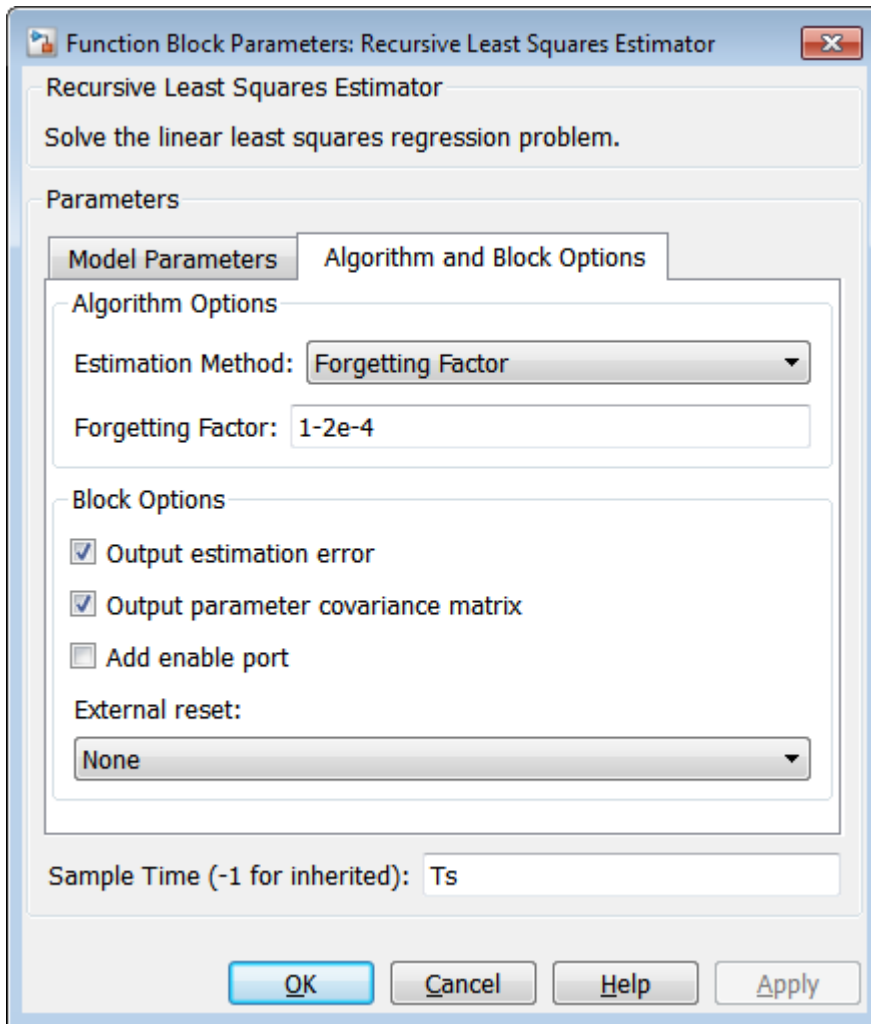 Function Block Parameters: Recursive Least Squares Estimator
Recursive Least Squares Estimator
Solve the linear least squares regression problem.
Parameters
Model Parameters
Algorithm and Block Options
Algorithm Options
Estimation Method: Forgetting Factor
Forgetting Factor: 1-2e-4
Block Options
Output estimation error
Output parameter covariance matrix
Add enable port
External reset:
None
Sample Time (-1 for inherited): Ts
OK Cancel Help Apply